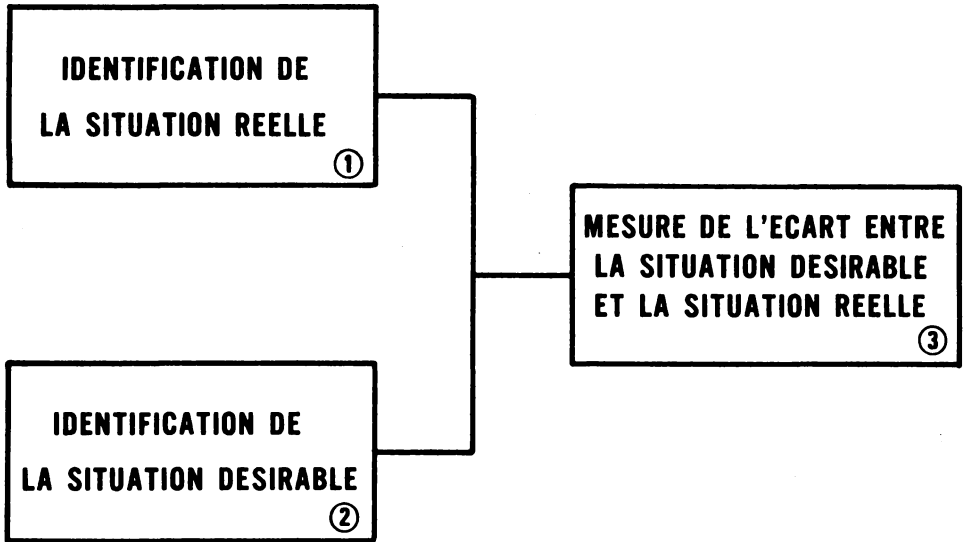 IDENTIFICATION DE
LA SITUATION REELLE
①
MESURE DE L'ECART ENTRE
LA SITUATION DESIRABLE
ET LA SITUATION REELLE
③
IDENTIFICATION DE
LA SITUATION DESIRABLE
②